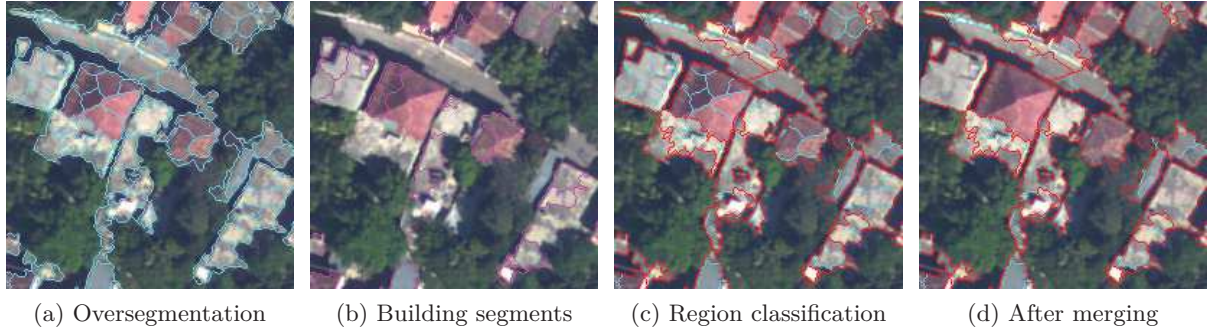 (a) Oversegmentation
(b) Building segments
(c) Region classification
(d) After merging